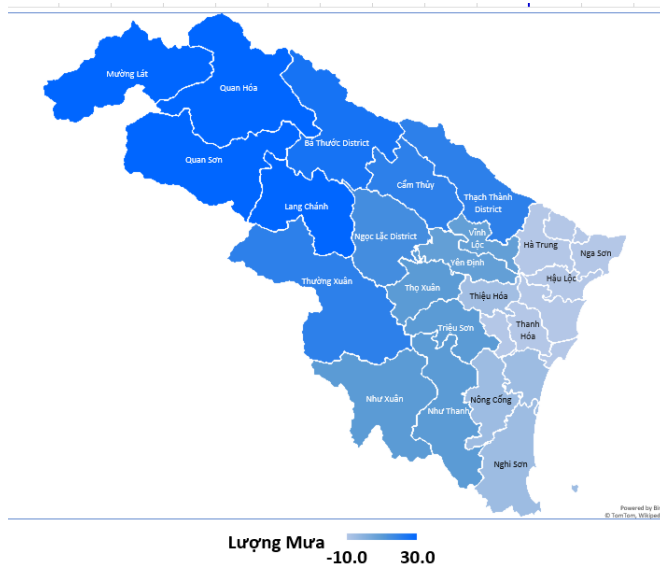 Mường Lát
Quan Hóa
Bá Thước District
Quan Sơn
Cẩm Thủy
Thạch Thành
District
Lang Chánh
Vĩnh
Lộc
Ngọc Lặc District
Hà Trung
Nga Sơn
Yên Định
Thường Xuân
Hậu Lộc
Thọ Xuân
Thiệu Hóa
Triệu Sơn
Thanh
Hóa
Như Xuân
Như Thanh
Nông Cống
Nghi Sơn
Powered by Bi
© TomTom, Wikiped
Lượng Mưa
-10.0 30.0